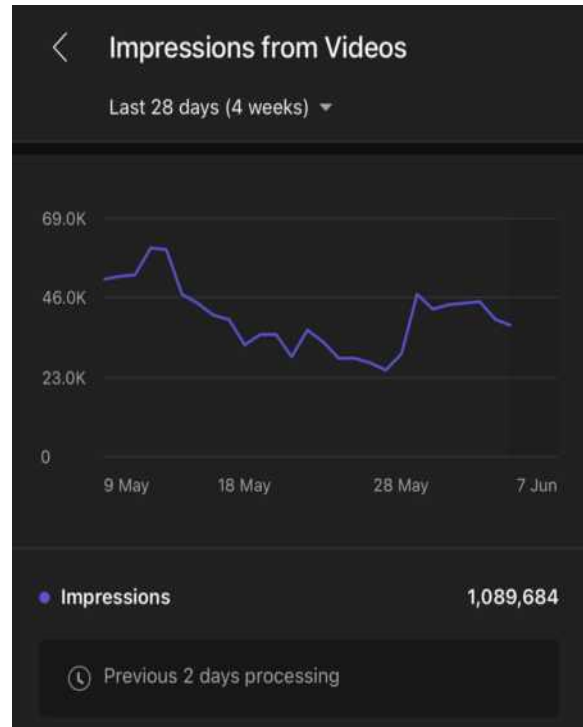 Impressions from Videos
Last 28 days (4 weeks)
69.0K
46.0K
23.0K
0
9 May 18 May 28 May 7 Jun
Impressions 1,089,684
Previous 2 days processing